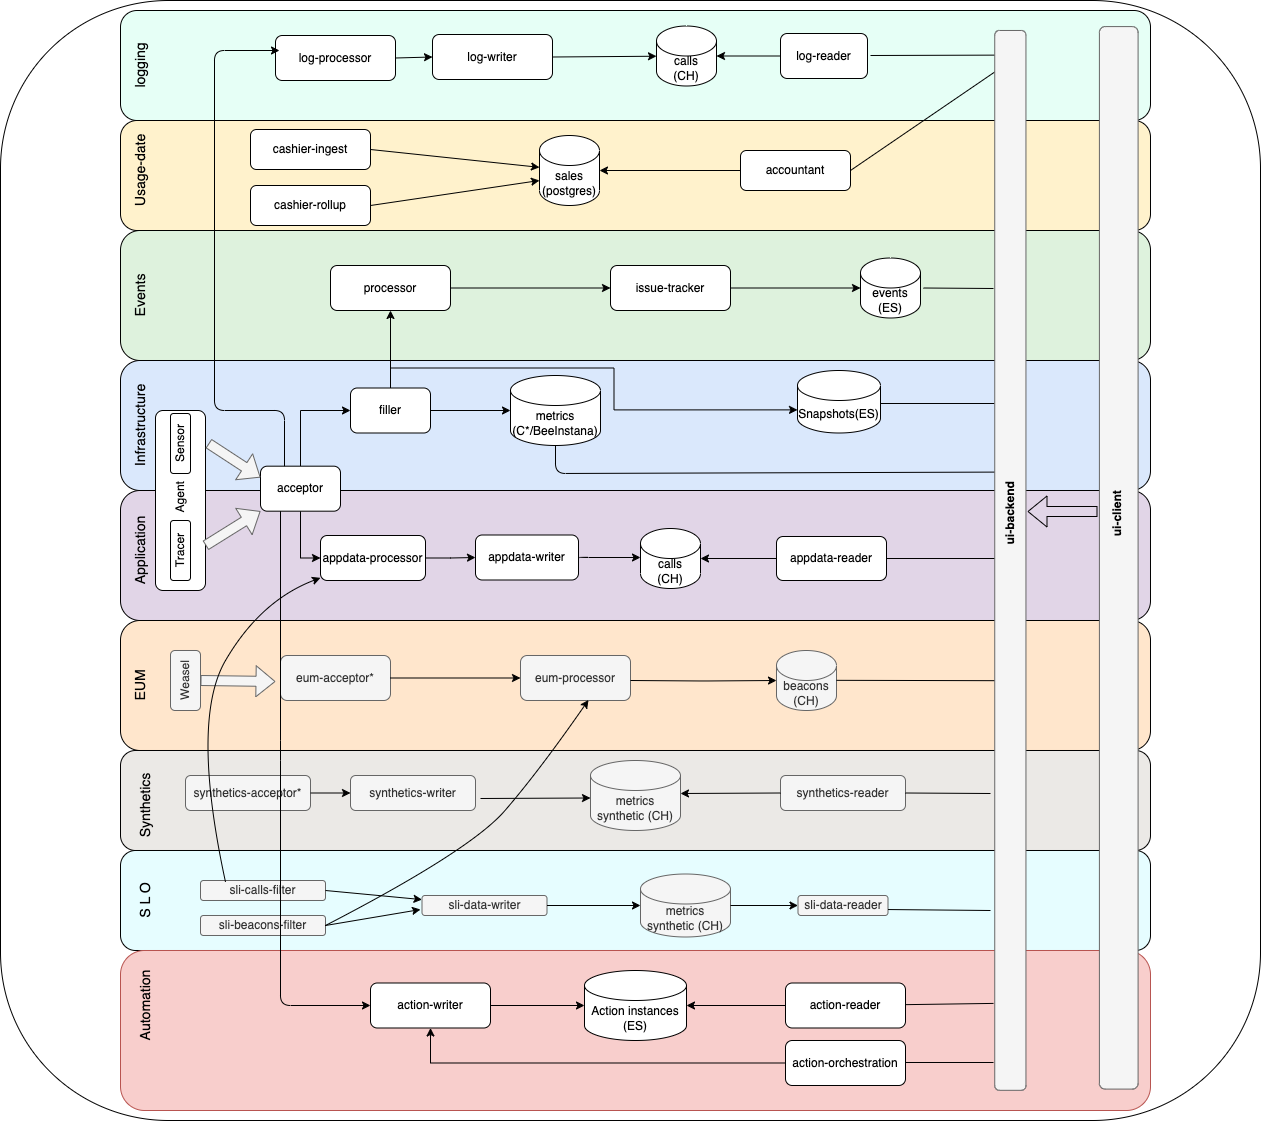 logging
log-processor
log-writer
calls
(CH)
log-reader
Usage-date
cashier-ingest
cashier-rollup
sales
(postgres)
accountant
Events
processor
issue-tracker
events
(ES)
Infrastructure
filler
metrics
(C*/BeeInstana)
Snapshots(ES)
Sensor
Agent
Tracer
acceptor
Application
appdata-processor
appdata-writer
calls
(CH)
appdata-reader
ui-backend
ui-client
EUM
Weasel
eum-acceptor*
eum-processor
beacons
(CH)
Synthetics
synthetics-acceptor*
synthetics-writer
metrics
synthetic (CH)
synthetics-reader
S L O
sli-calls-filter
sli-beacons-filter
sli-data-writer
metrics
synthetic (CH)
sli-data-reader
Automation
action-writer
Action instances
(ES)
action-reader
action-orchestration